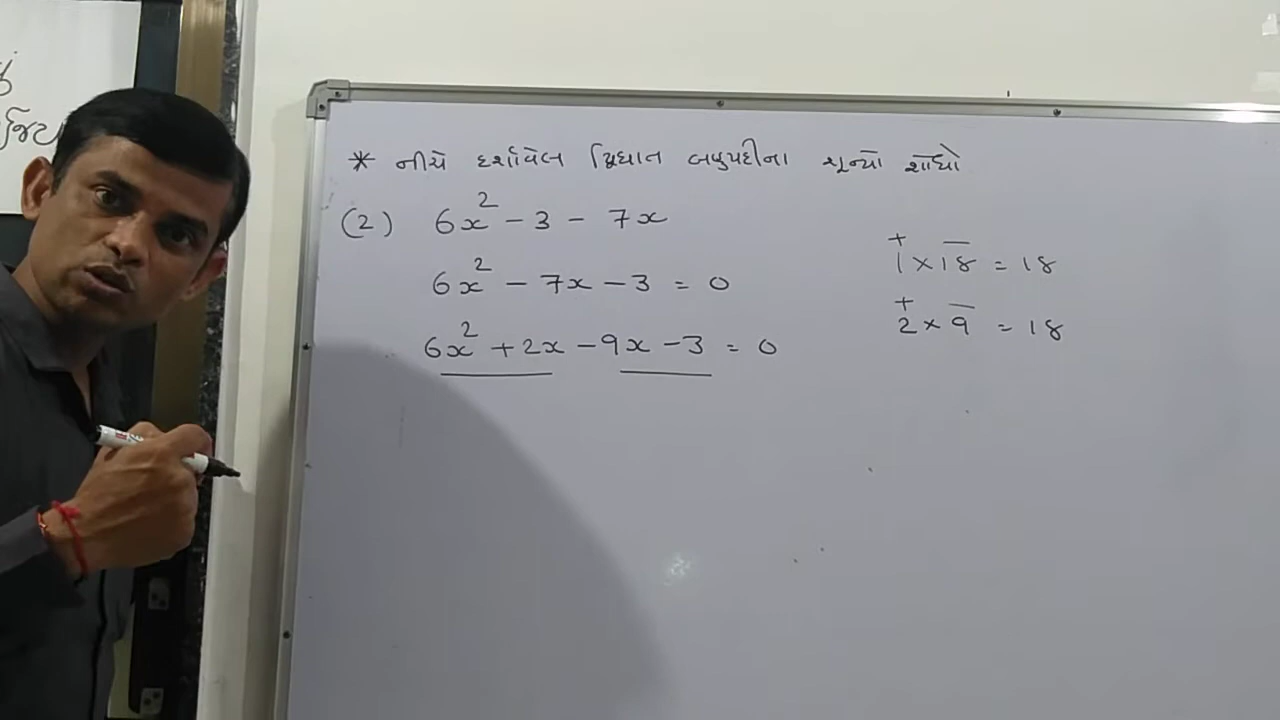 * નીચે દર્શાવેલ દ્વિઘાત બહુપદીના શૂન્યો શોધો
(2) 6x² - 3 - 7x
6x² - 7x - 3 = 0
6x² + 2x - 9x - 3 = 0
+ −
1 × 18 = 18
+ −
2 × 9 = 18